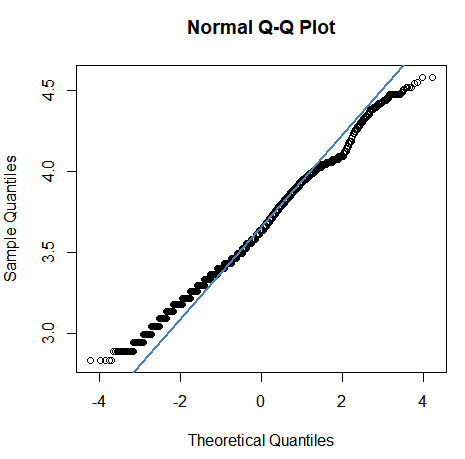 Normal Q-Q Plot
Sample Quantiles
4.5
4.0
3.5
3.0
-4 -2 0 2 4
Theoretical Quantiles